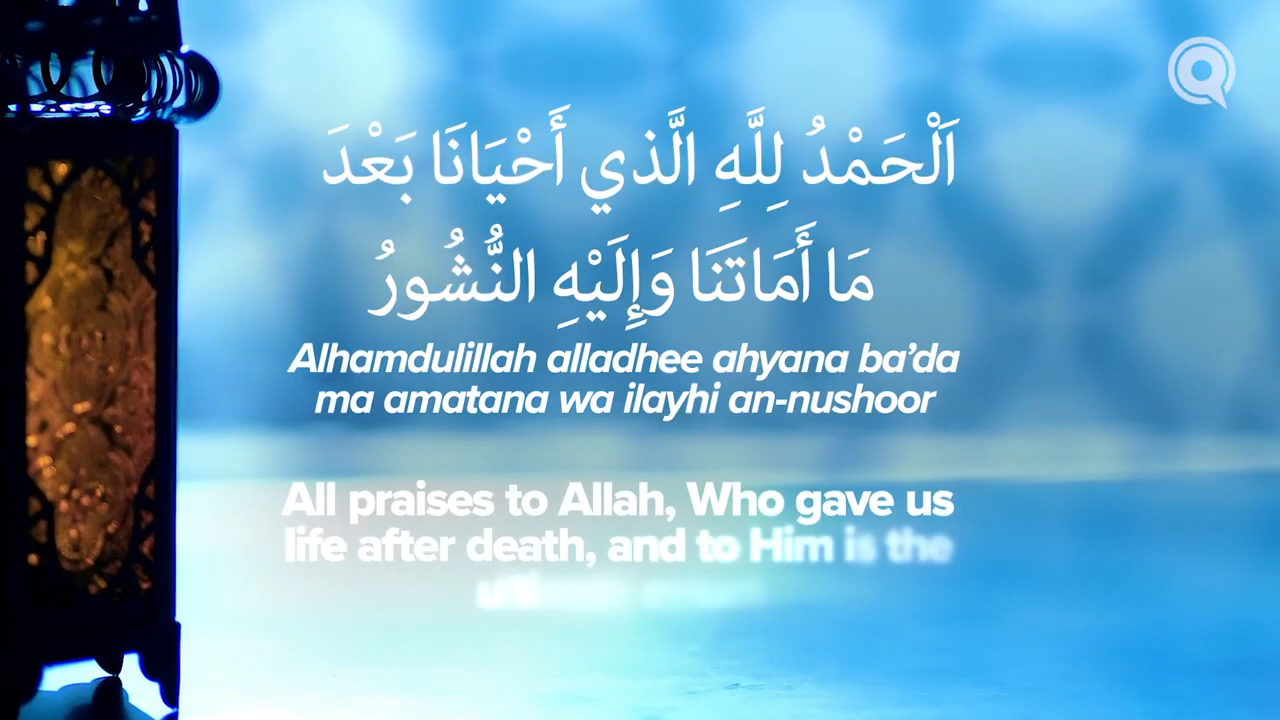 اَلْحَمْدُ لِلَّهِ الَّذي أَحْيَانَا بَعْدَ
مَا أَمَاتَنَا وَإِلَيْهِ النُّشُورُ
Alhamdulillah alladhee ahyana ba’da
ma amatana wa ilayhi an-nushoor
All praises to Allah, Who gave us
life after death, and to Him is the